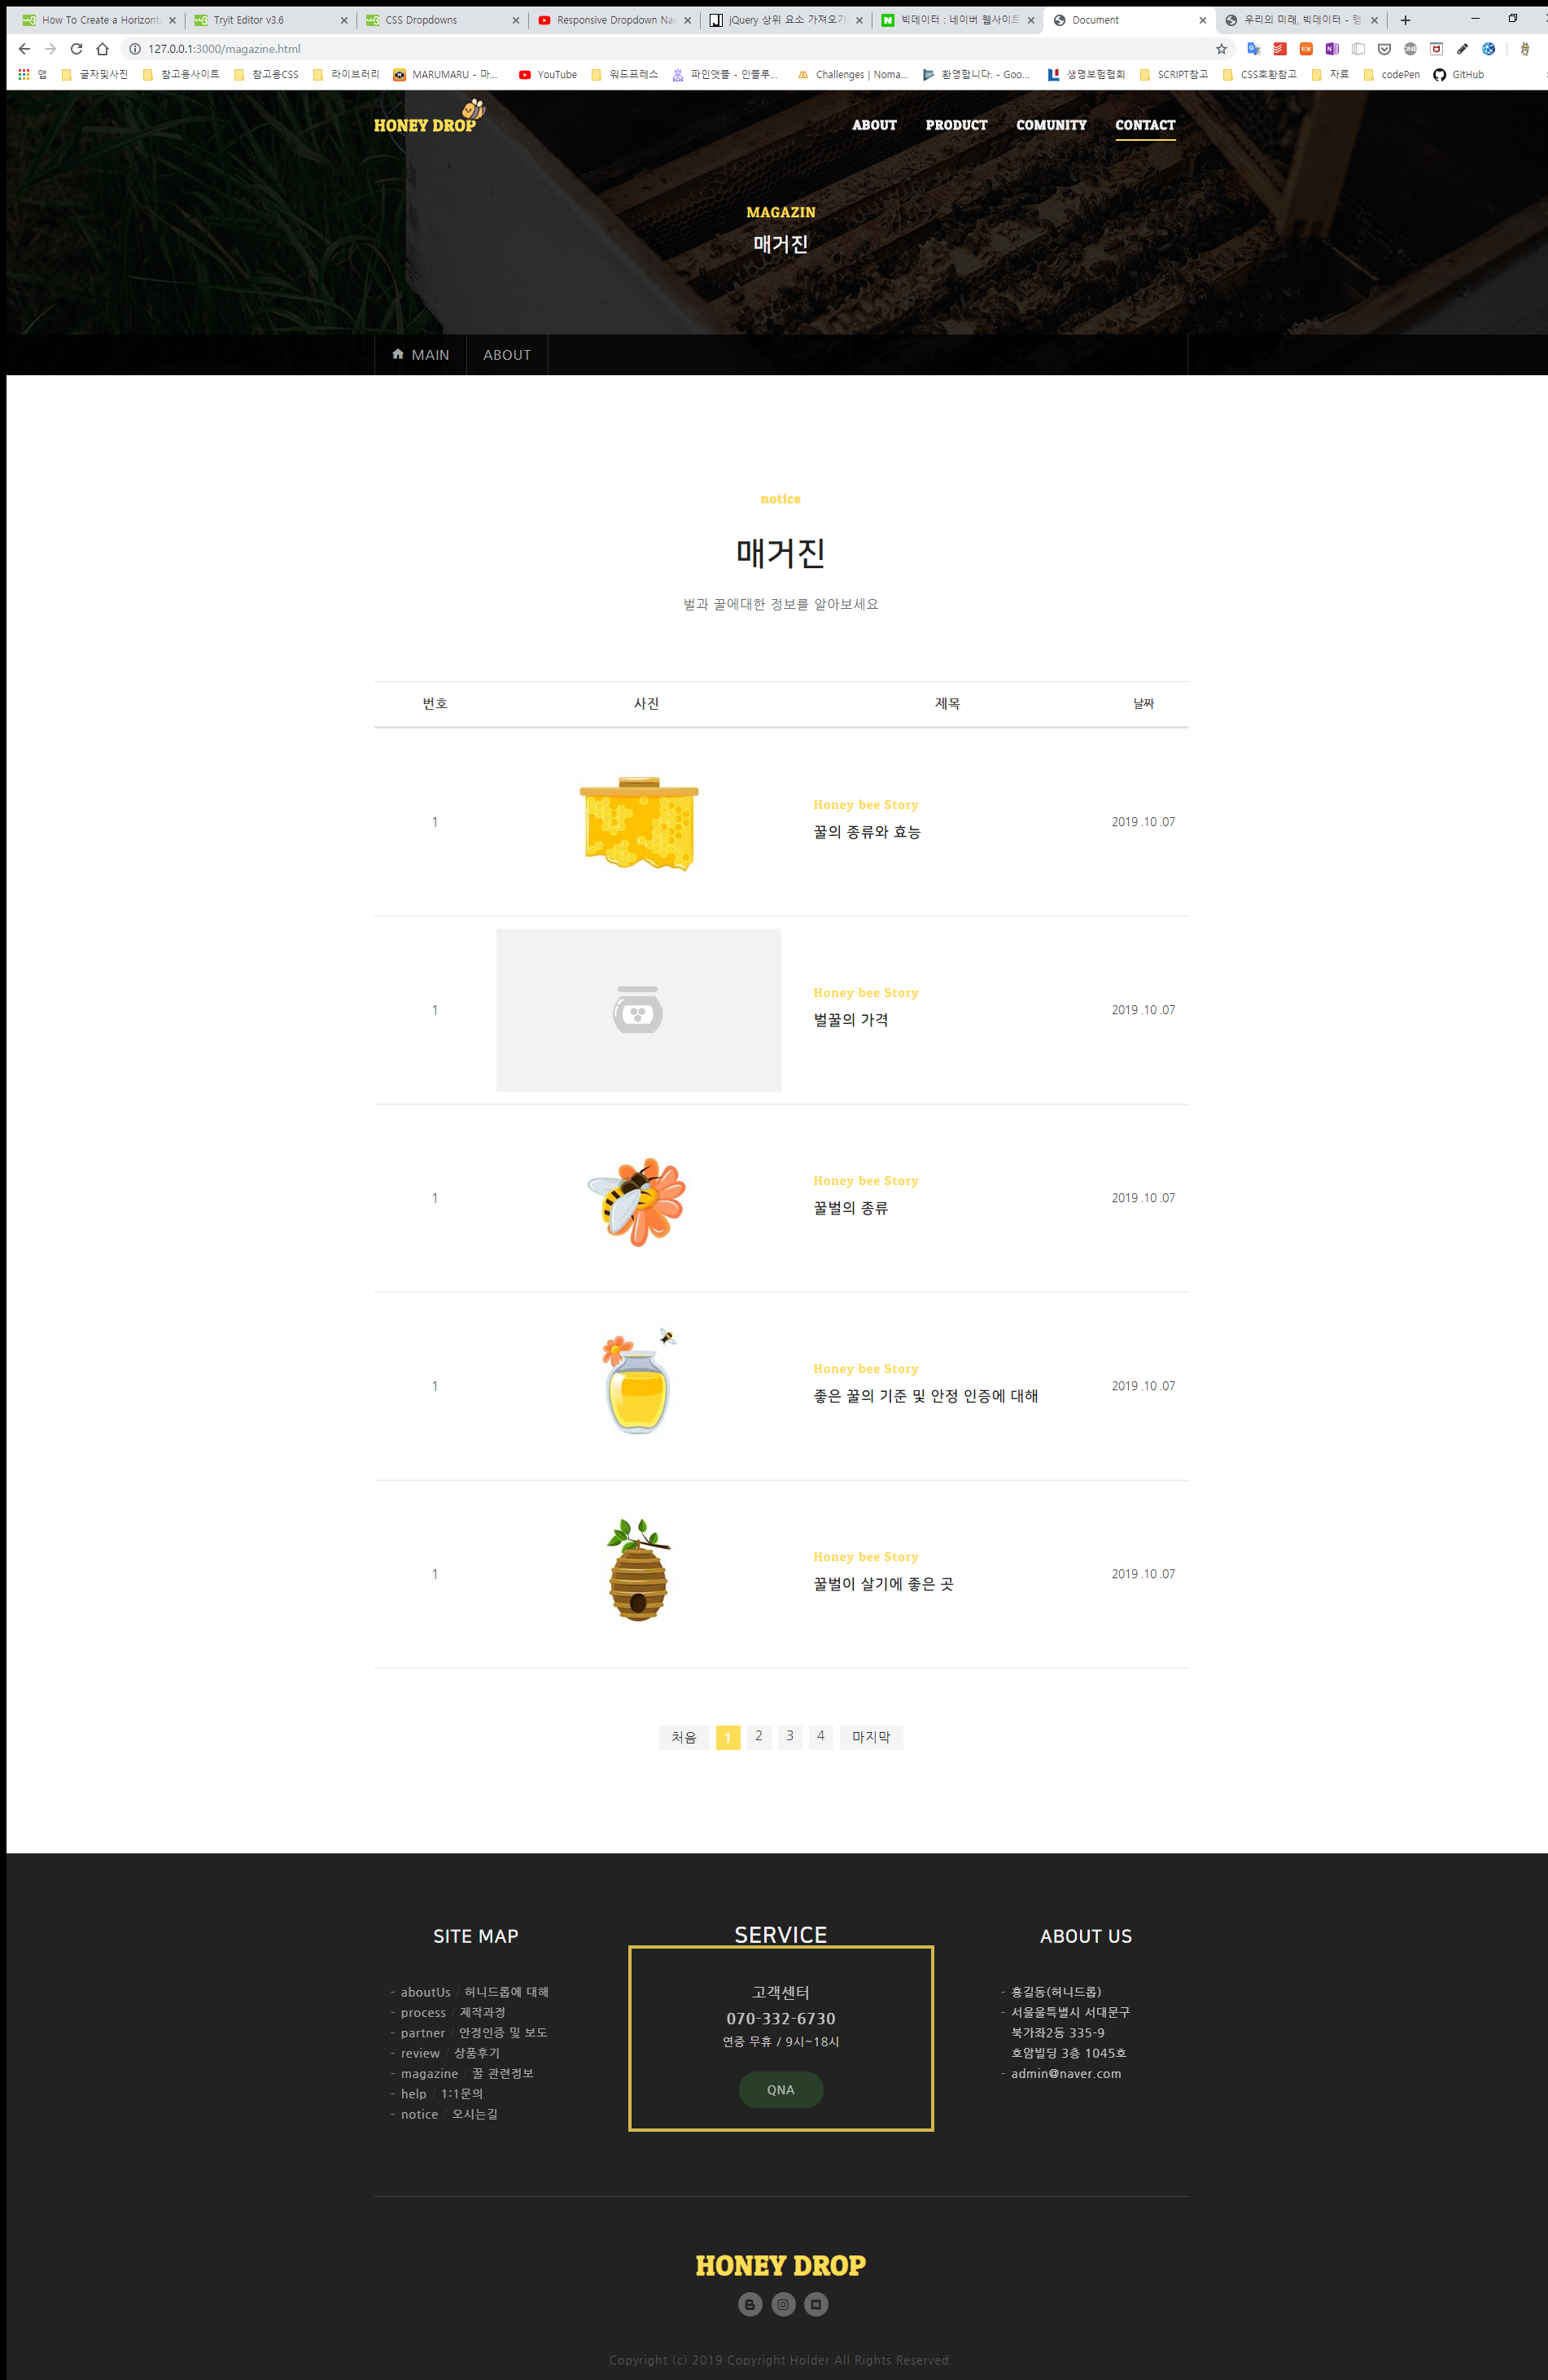 How To Create a Horizont
Tryit Editor v3.6
CSS Dropdowns
Responsive Dropdown Nav
jQuery 상위 요소 가져오기
빅데이터 : 네이버 웹사이트
Document
우리의 미래, 빅데이터 - 행
127.0.0.1:3000/magazine.html
앱
글자및사진
참고용사이트
참고용CSS
라이브러리
MARUMARU - 마...
YouTube
워드프레스
파인앳플 - 인플루...
Challenges | Noma...
환영합니다. - Goo...
생명보험협회
SCRIPT참고
CSS호환참고
자료
codePen
GitHub
HONEY DROP
ABOUT
PRODUCT
COMUNITY
CONTACT
MAGAZIN
매거진
MAIN
ABOUT
notice
매거진
벌과 꿀에대한 정보를 알아보세요
번호 사진 제목 날짜
1
Honey bee Story
꿀의 종류와 효능
2019 .10 .07
1
Honey bee Story
벌꿀의 가격
2019 .10 .07
1
Honey bee Story
꿀벌의 종류
2019 .10 .07
1
Honey bee Story
좋은 꿀의 기준 및 안정 인증에 대해
2019 .10 .07
1
Honey bee Story
꿀벌이 살기에 좋은 곳
2019 .10 .07
처음 1 2 3 4 마지막
SITE MAP
- aboutUs / 허니드롭에 대해
- process / 제작과정
- partner / 안정인증 및 보도
- review / 상품후기
- magazine / 꿀 관련정보
- help / 1:1문의
- notice / 오시는길
SERVICE
고객센터
070-332-6730
연중 무휴 / 9시~18시
QNA
ABOUT US
- 홍길동(허니드롭)
- 서울울특별시 서대문구
북가좌2동 335-9
호암빌딩 3층 1045호
- admin@naver.com
HONEY DROP
Copyright (c) 2019 Copyright Holder All Rights Reserved.